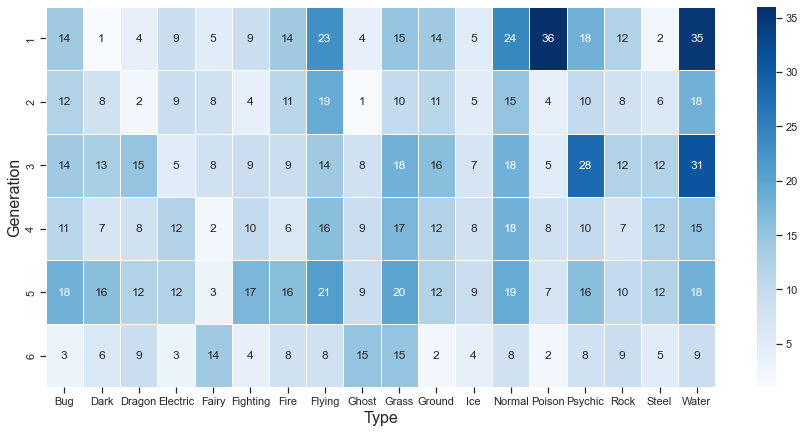 1 14 1 4 9 5 9 14 23 4 15 14 5 24 36 18 12 2 35
2 12 8 2 9 8 4 11 19 1 10 11 5 15 4 10 8 6 18
3 14 13 15 5 8 9 9 14 8 18 16 7 18 5 28 12 12 31
4 11 7 8 12 2 10 6 16 9 17 12 8 18 8 10 7 12 15
5 18 16 12 12 3 17 16 21 9 20 12 9 19 7 16 10 12 18
6 3 6 9 3 14 4 8 8 15 15 2 4 8 2 8 9 5 9
Bug Dark Dragon Electric Fairy Fighting Fire Flying Ghost Grass Ground Ice Normal Poison Psychic Rock Steel Water
Type
Generation
35
30
25
20
15
10
5